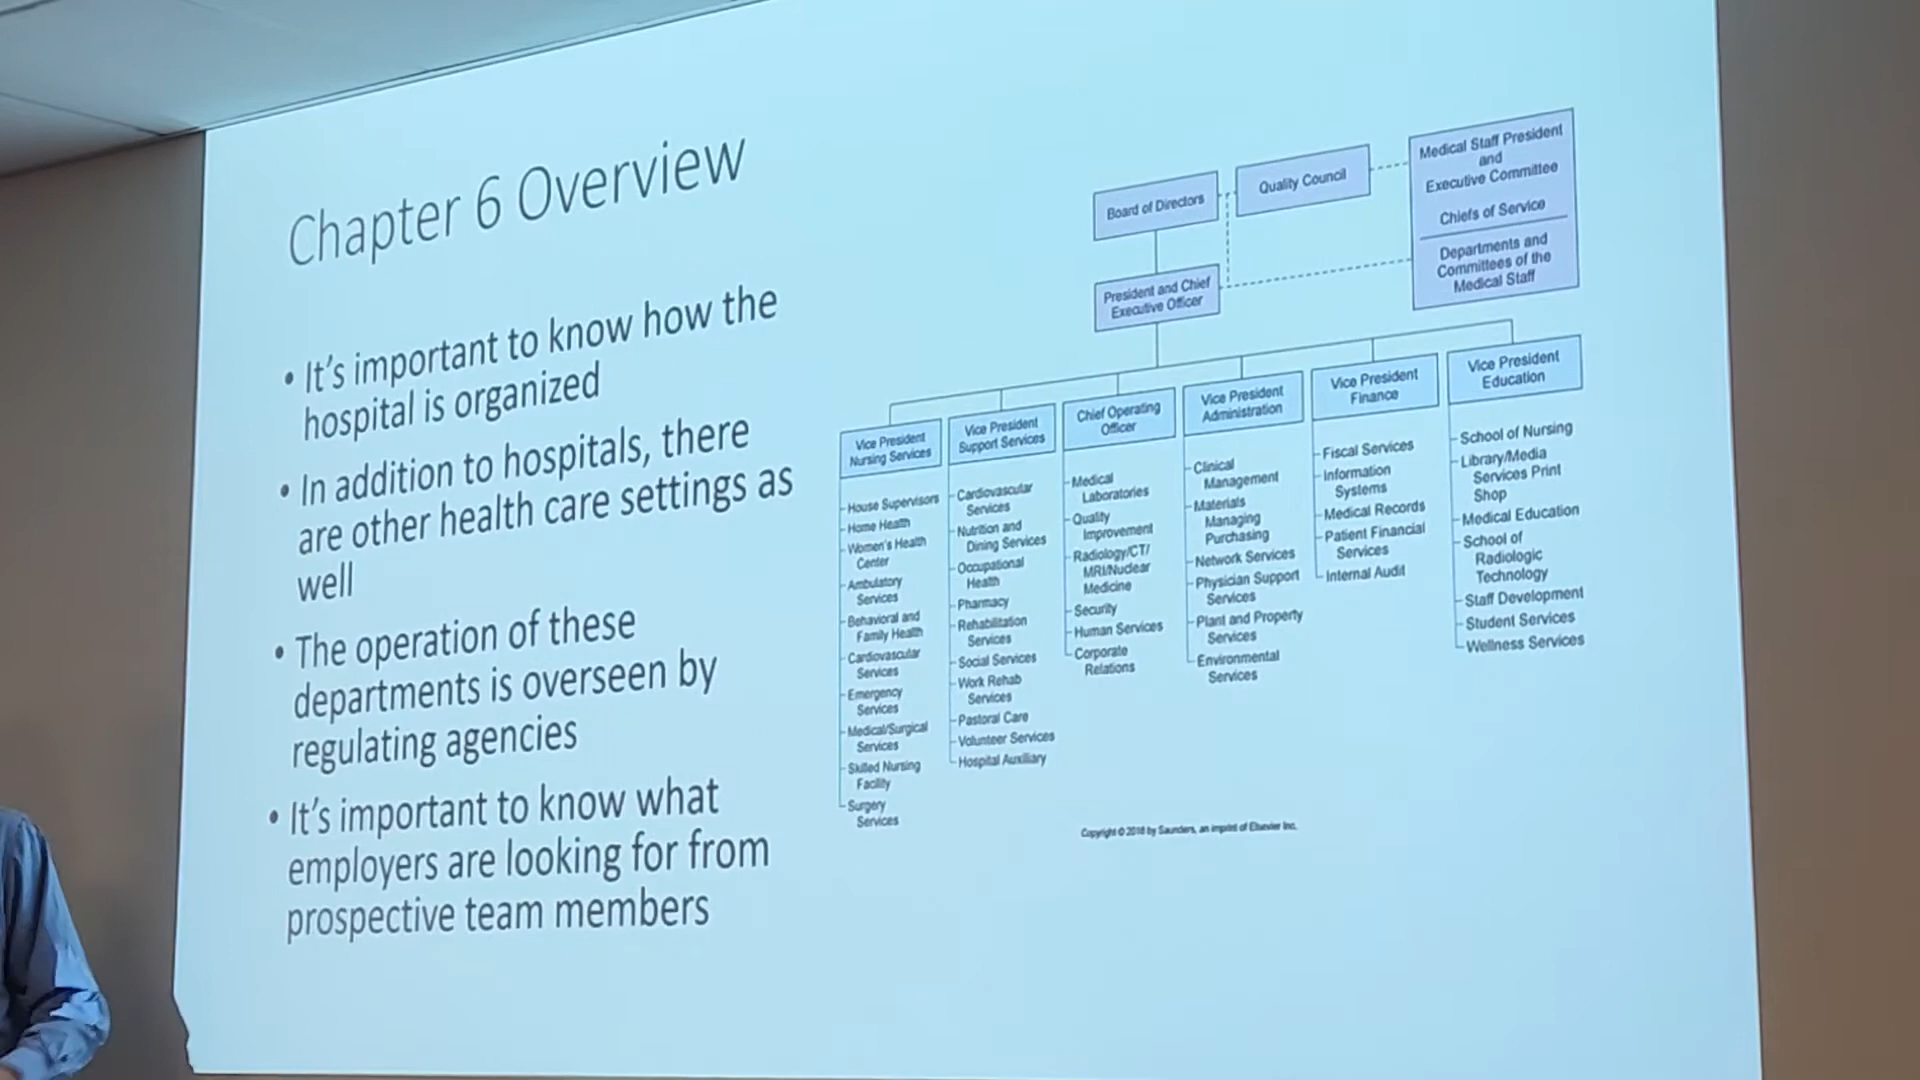 Chapter 6 Overview
• It's important to know how the
hospital is organized
• In addition to hospitals, there
are other health care settings as
well
• The operation of these
departments is overseen by
regulating agencies
• It's important to know what
employers are looking for from
prospective team members
Board of Directors
Quality Council
Medical Staff President
and
Executive Committee
Chiefs of Service
Departments and
Committees of the
Medical Staff
President and Chief
Executive Officer
Vice President
Nursing Services
House Supervisors
Home Health
Women's Health
Center
Ambulatory
Services
Behavioral and
Family Health
Cardiovascular
Services
Emergency
Services
Medical/Surgical
Services
Skilled Nursing
Facility
Surgery
Services
Vice President
Support Services
Cardiovascular
Services
Nutrition and
Dining Services
Occupational
Health
Pharmacy
Rehabilitation
Services
Social Services
Work Rehab
Services
Pastoral Care
Volunteer Services
Hospital Auxiliary
Chief Operating
Officer
Medical
Laboratories
Quality
Improvement
Radiology/CT/
MRI/Nuclear
Medicine
Security
Human Services
Corporate
Relations
Vice President
Administration
Clinical
Management
Materials
Managing
Purchasing
Network Services
Physician Support
Services
Plant and Property
Services
Environmental
Services
Vice President
Finance
Fiscal Services
Information
Systems
Medical Records
Patient Financial
Services
Internal Audit
Vice President
Education
School of Nursing
Library/Media
Services Print
Shop
Medical Education
School of
Radiologic
Technology
Staff Development
Student Services
Wellness Services
Copyright © 2018 by Saunders, an imprint of Elsevier Inc.